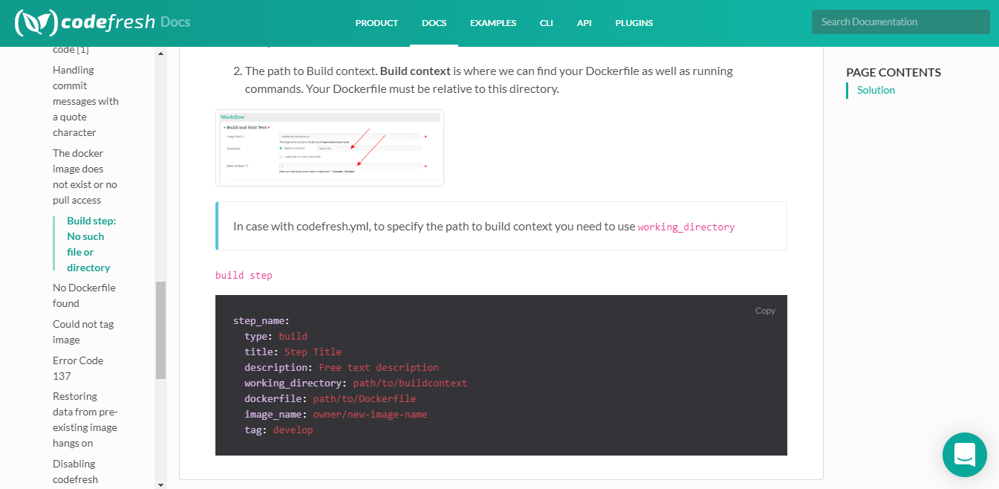 codefresh Docs
PRODUCT
DOCS
EXAMPLES
CLI
API
PLUGINS
Search Documentation
code [1]
Handling
commit
messages with
a quote
character
The docker
image does
not exist or no
pull access
Build step:
No such
file or
directory
No Dockerfile
found
Could not tag
image
Error Code
137
Restoring
data from pre-
existing image
hangs on
Disabling
codefresh
2. The path to Build context. Build context is where we can find your Dockerfile as well as running
commands. Your Dockerfile must be relative to this directory.
Workflow
Build and Unit Test
Image Name
Dockerfile
Build context
In case with codefresh.yml, to specify the path to build context you need to use working_directory
build step
Copy
step_name:
type: build
title: Step Title
description: Free text description
working_directory: path/to/buildcontext
dockerfile: path/to/Dockerfile
image_name: owner/new-image-name
tag: develop
PAGE CONTENTS
Solution